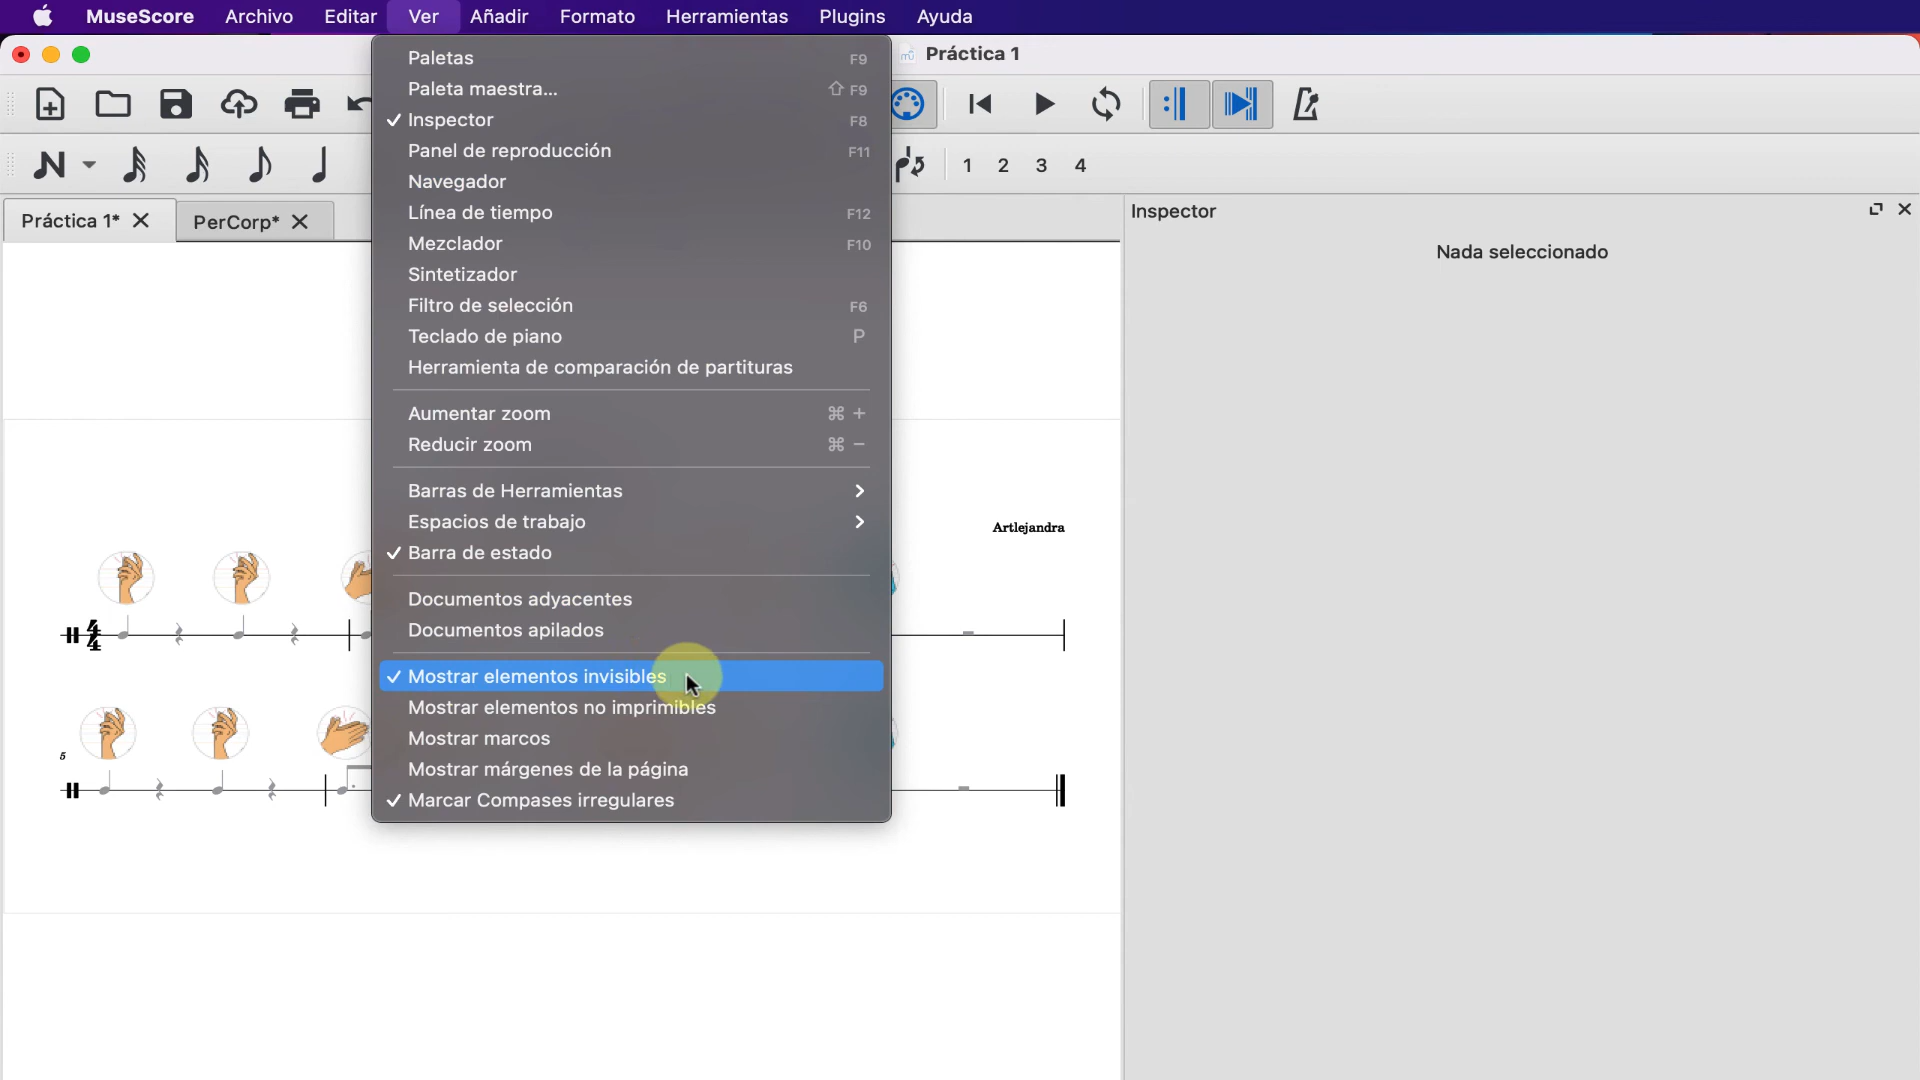 MuseScore Archivo Editar Ver Añadir Formato Herramientas Plugins Ayuda
Práctica 1
1 2 3 4
Práctica 1* PerCorp*
Paletas F9
Paleta maestra... ⇧ F9
✓ Inspector F8
Panel de reproducción F11
Navegador
Línea de tiempo F12
Mezclador F10
Sintetizador
Filtro de selección F6
Teclado de piano P
Herramienta de comparación de partituras
Aumentar zoom ⌘ +
Reducir zoom ⌘ −
Barras de Herramientas >
Espacios de trabajo >
✓ Barra de estado
Documentos adyacentes
Documentos apilados
✓ Mostrar elementos invisibles
Mostrar elementos no imprimibles
Mostrar marcos
Mostrar márgenes de la página
✓ Marcar Compases irregulares
Inspector
Nada seleccionado
Artlejandra
4
4
5